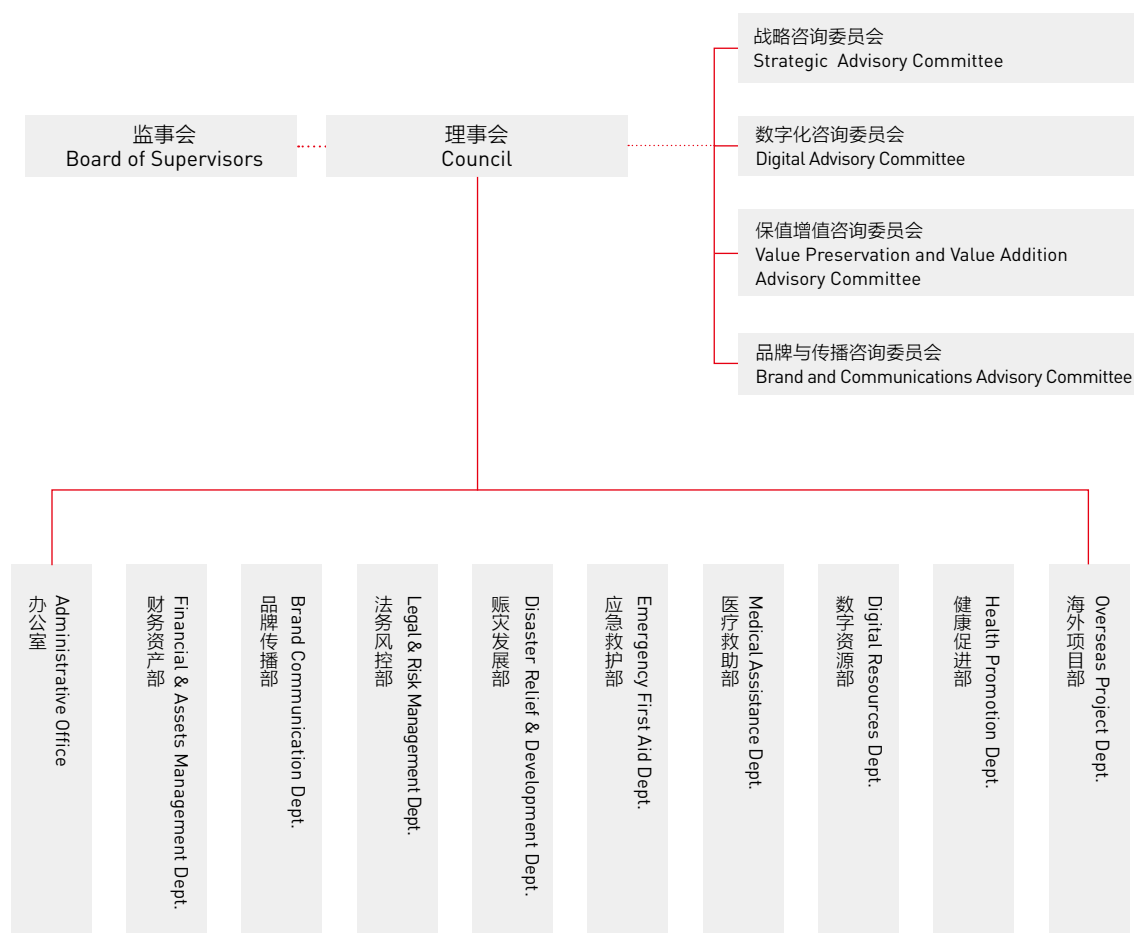 战略咨询委员会
Strategic Advisory Committee
监事会
Board of Supervisors
理事会
Council
数字化咨询委员会
Digital Advisory Committee
保值增值咨询委员会
Value Preservation and Value Addition
Advisory Committee
品牌与传播咨询委员会
Brand and Communications Advisory Committee
办公室
Administrative Office
财务资产部
Financial & Assets Management Dept.
品牌传播部
Brand Communication Dept.
法务风控部
Legal & Risk Management Dept.
赈灾发展部
Disaster Relief & Development Dept.
应急救护部
Emergency First Aid Dept.
医疗救助部
Medical Assistance Dept.
数字资源部
Digital Resources Dept.
健康促进部
Health Promotion Dept.
海外项目部
Overseas Project Dept.